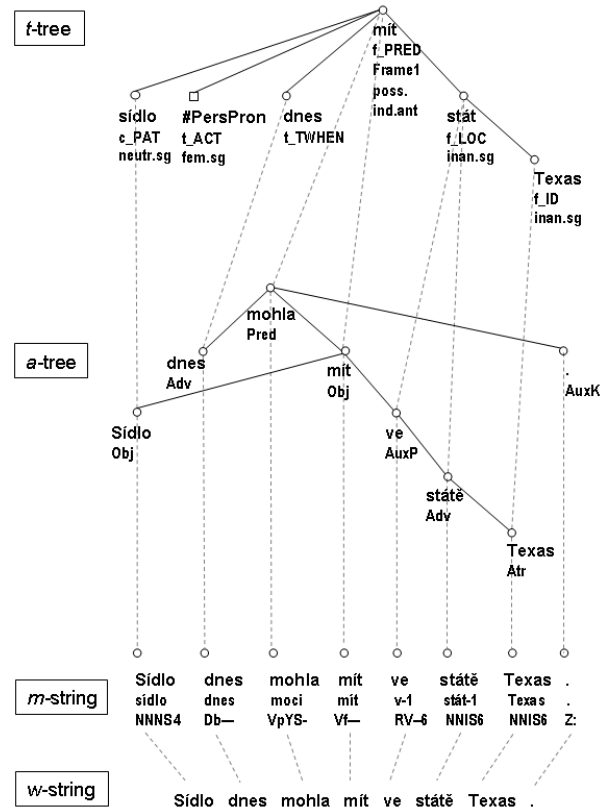 t-tree
mít
f_PRED
Frame1
poss.
ind.ant
sídlo #PersPron dnes stát
c_PAT t_ACT t_TWHEN f_LOC
neutr.sg fem.sg inan.sg
Texas
f_ID
inan.sg
mohla
Pred
a-tree
dnes mít .
Adv Obj AuxK
Sídlo ve
Obj AuxP
státě
Adv
Texas
Atr
m-string
Sídlo dnes mohla mít ve státě Texas .
sídlo dnes moci mít v-1 stát-1 Texas .
NNNS4 Db— VpYS- Vf— RV–6 NNIS6 NNIS6 Z:
w-string
Sídlo dnes mohla mít ve státě Texas .